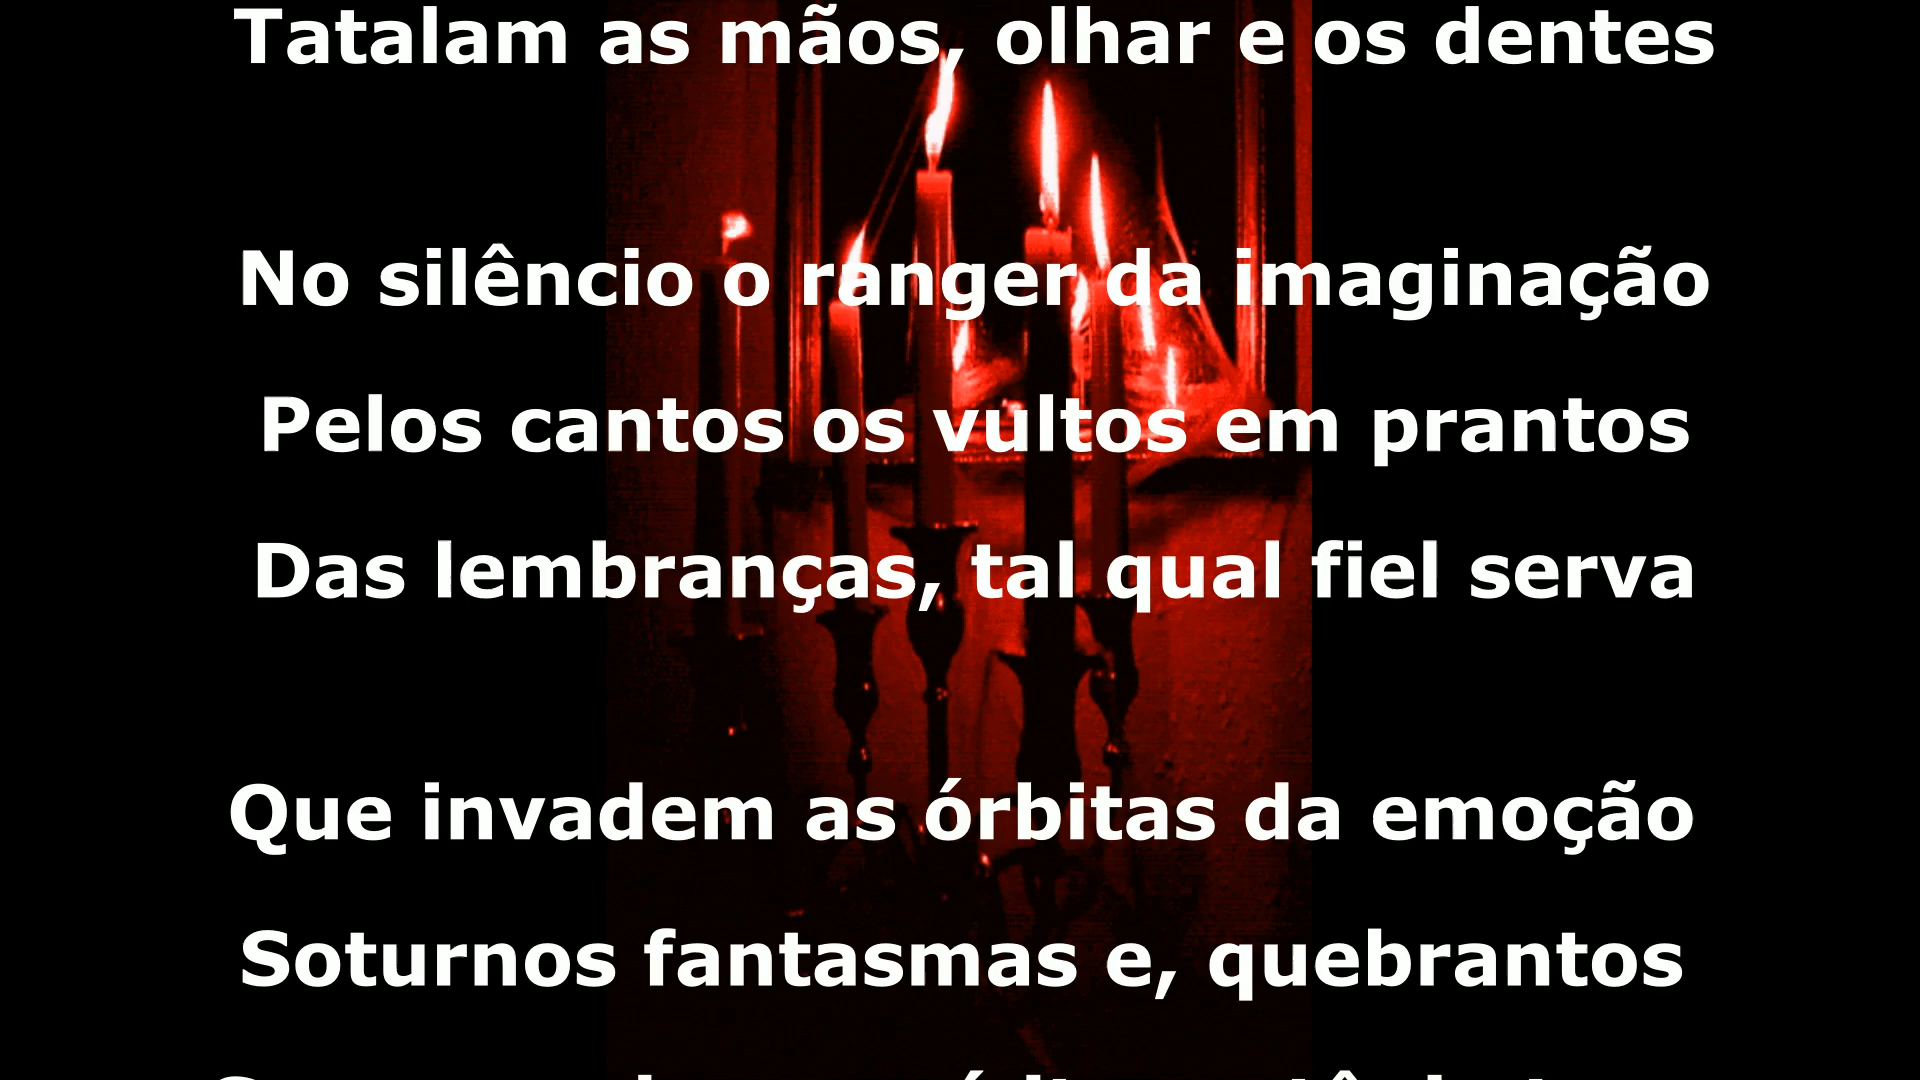 Tatalam as mãos, olhar e os dentes
No silêncio o ranger da imaginação
Pelos cantos os vultos em prantos
Das lembranças, tal qual fiel serva
Que invadem as órbitas da emoção
Soturnos fantasmas e, quebrantos